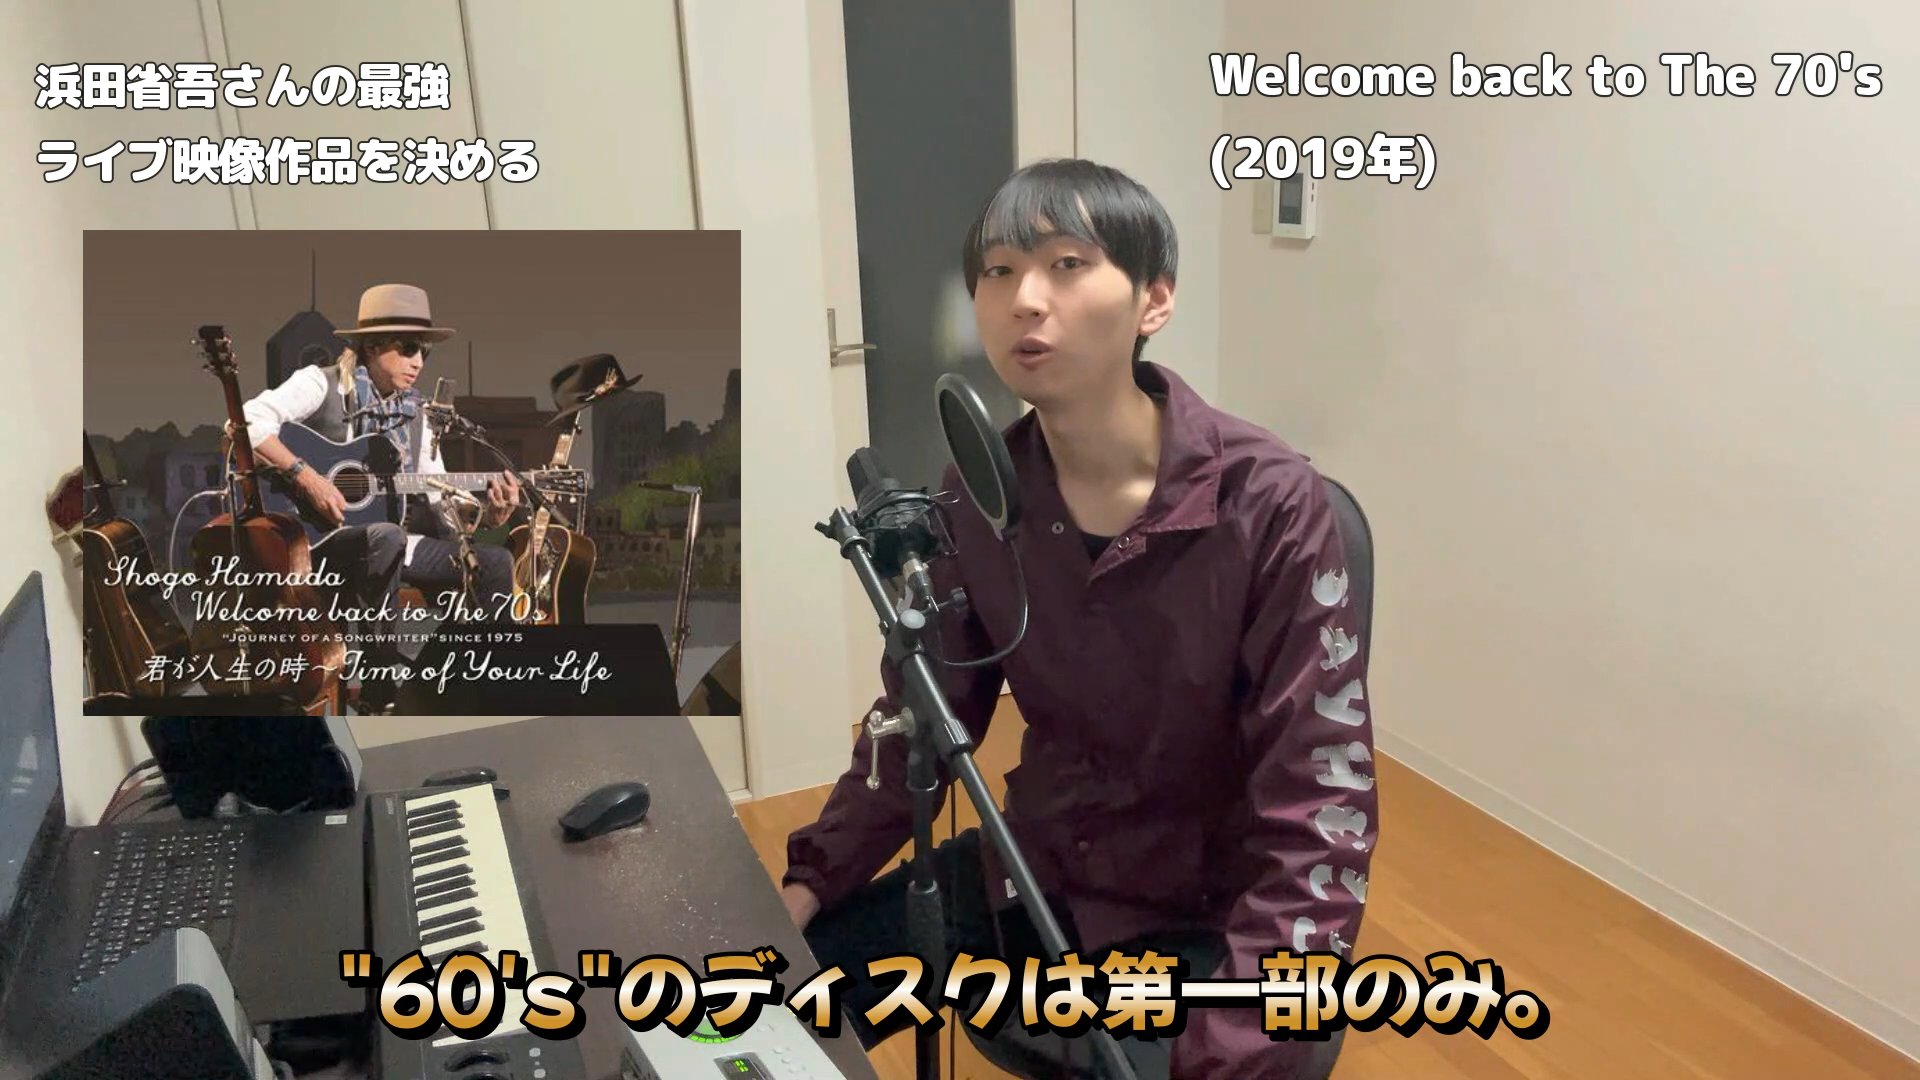 浜田省吾さんの最強
ライブ映像作品を決める
Welcome back to The 70's
(2019年)
Shogo Hamada
Welcome back to The 70's
"JOURNEY OF A SONGWRITER" SINCE 1975
君が人生の時～Time of Your Life
"60's"のディスクは第一部のみ。